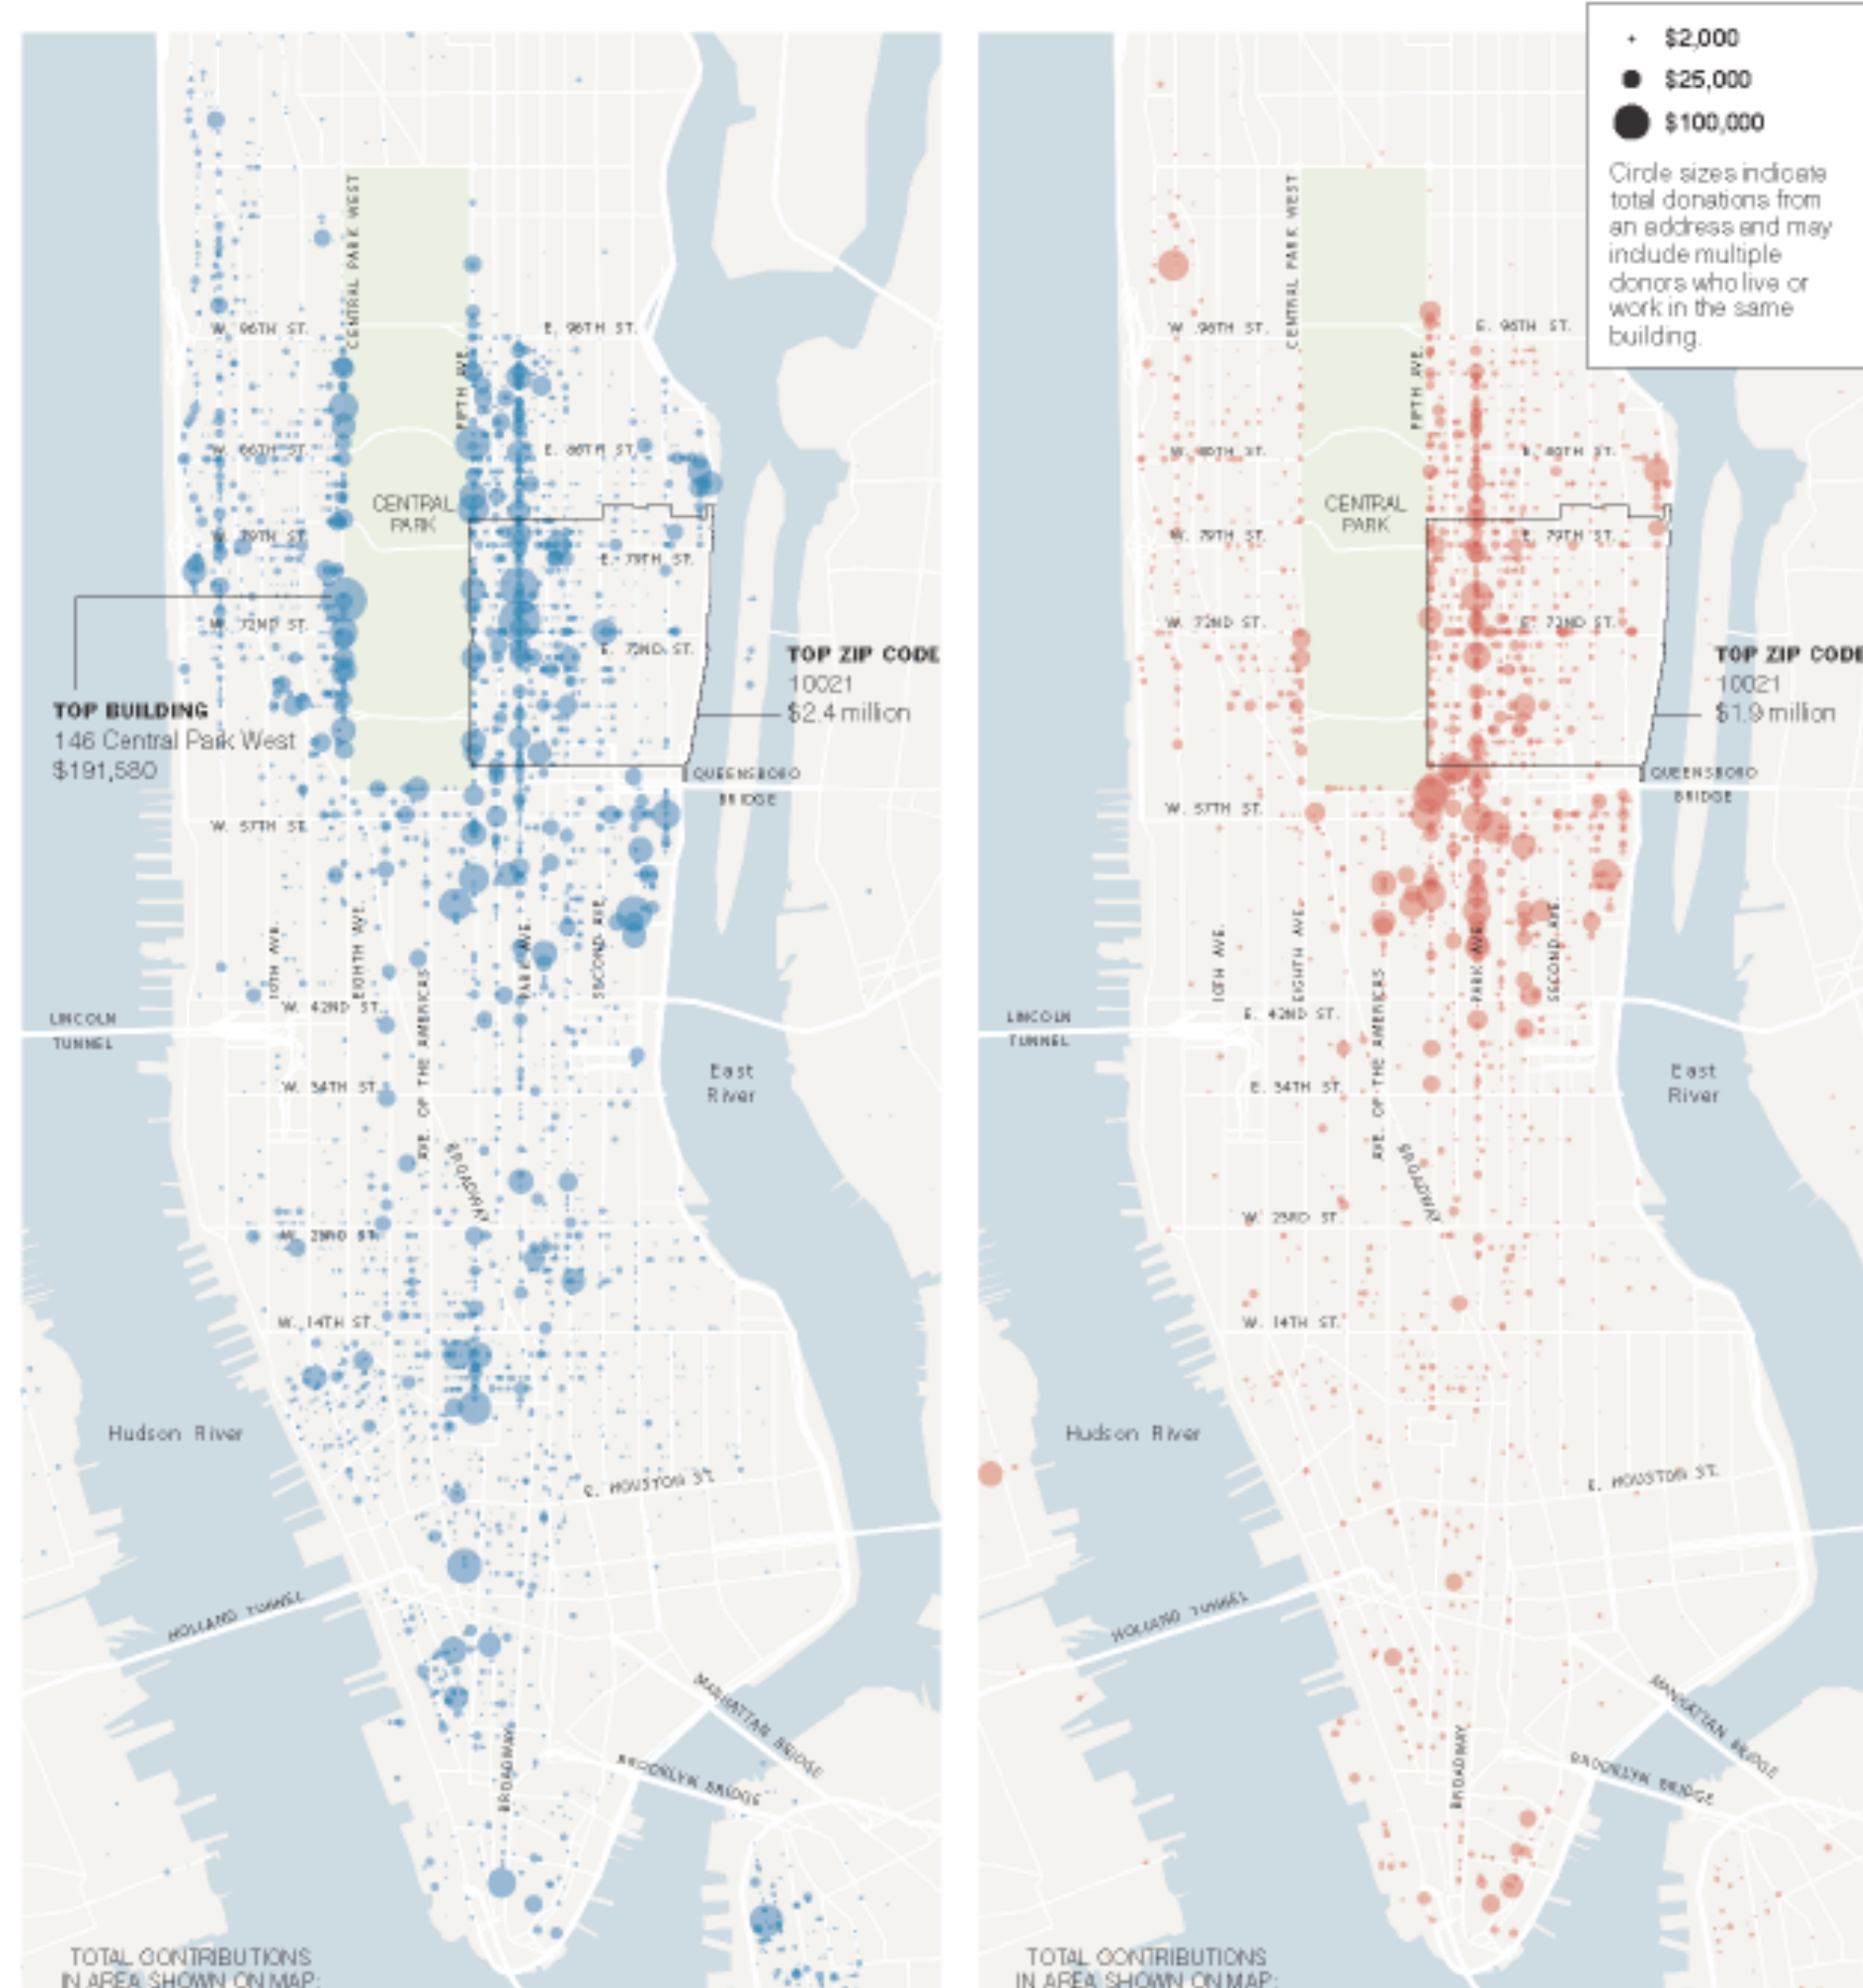 $2,000
$25,000
$100,000
Circle sizes indicate
total donations from
an address and may
include multiple
donors who live or
work in the same
building.
CENTRAL PARK WEST
W. 96TH ST.
E. 96TH ST.
FIFTH AVE.
W. 86TH ST.
E. 86TH ST.
CENTRAL
PARK
W. 79TH ST.
E. 79TH ST.
W. 72ND ST.
E. 72ND ST.
TOP ZIP CODE
10021
$2.4 million
TOP BUILDING
146 Central Park West
$191,580
QUEENSBORO
BRIDGE
W. 57TH ST.
10TH AVE.
EIGHTH AVE.
AVE. OF THE AMERICAS
PARK AVE.
SECOND AVE.
W. 42ND ST.
LINCOLN
TUNNEL
W. 34TH ST.
East
River
BROADWAY
W. 23RD ST.
W. 14TH ST.
Hudson River
E. HOUSTON ST.
HOLLAND TUNNEL
MANHATTAN BRIDGE
BROOKLYN BRIDGE
BROADWAY
TOTAL CONTRIBUTIONS
IN AREA SHOWN ON MAP:
CENTRAL PARK WEST
W. 96TH ST.
E. 96TH ST.
FIFTH AVE.
W. 86TH ST.
E. 86TH ST.
CENTRAL
PARK
W. 79TH ST.
E. 79TH ST.
W. 72ND ST.
E. 72ND ST.
TOP ZIP CODE
10021
$1.9 million
QUEENSBORO
BRIDGE
W. 57TH ST.
10TH AVE.
EIGHTH AVE.
AVE. OF THE AMERICAS
PARK AVE.
SECOND AVE.
E. 42ND ST.
LINCOLN
TUNNEL
E. 34TH ST.
East
River
BROADWAY
W. 23RD ST.
W. 14TH ST.
Hudson River
E. HOUSTON ST.
HOLLAND TUNNEL
MANHATTAN BRIDGE
BROOKLYN BRIDGE
BROADWAY
TOTAL CONTRIBUTIONS
IN AREA SHOWN ON MAP: